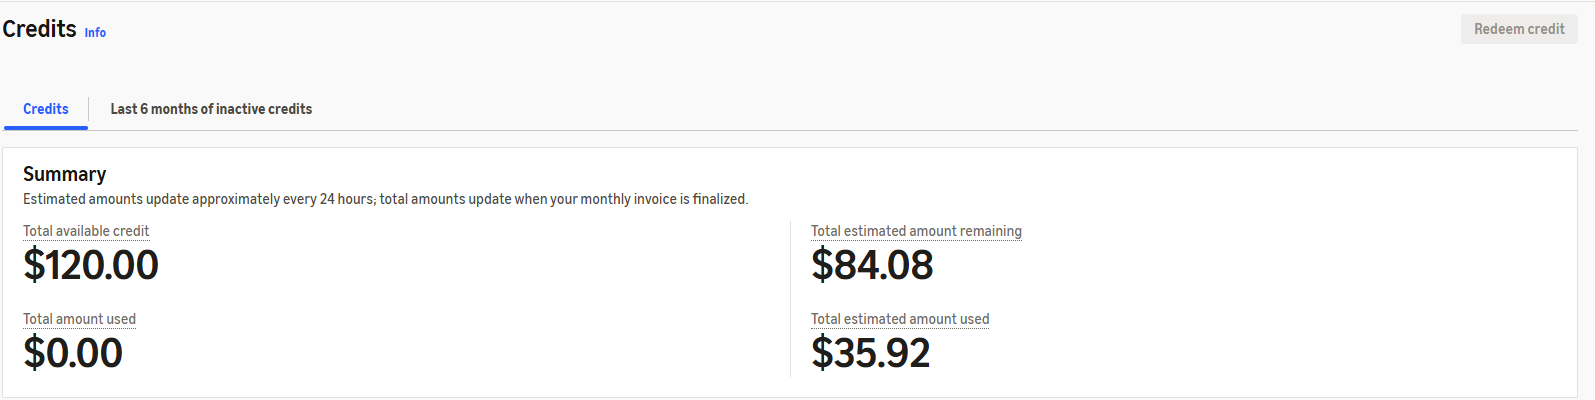 Credits Info
Redeem credit
Credits
Last 6 months of inactive credits
Summary
Estimated amounts update approximately every 24 hours; total amounts update when your monthly invoice is finalized.
Total available credit
$120.00
Total estimated amount remaining
$84.08
Total amount used
$0.00
Total estimated amount used
$35.92